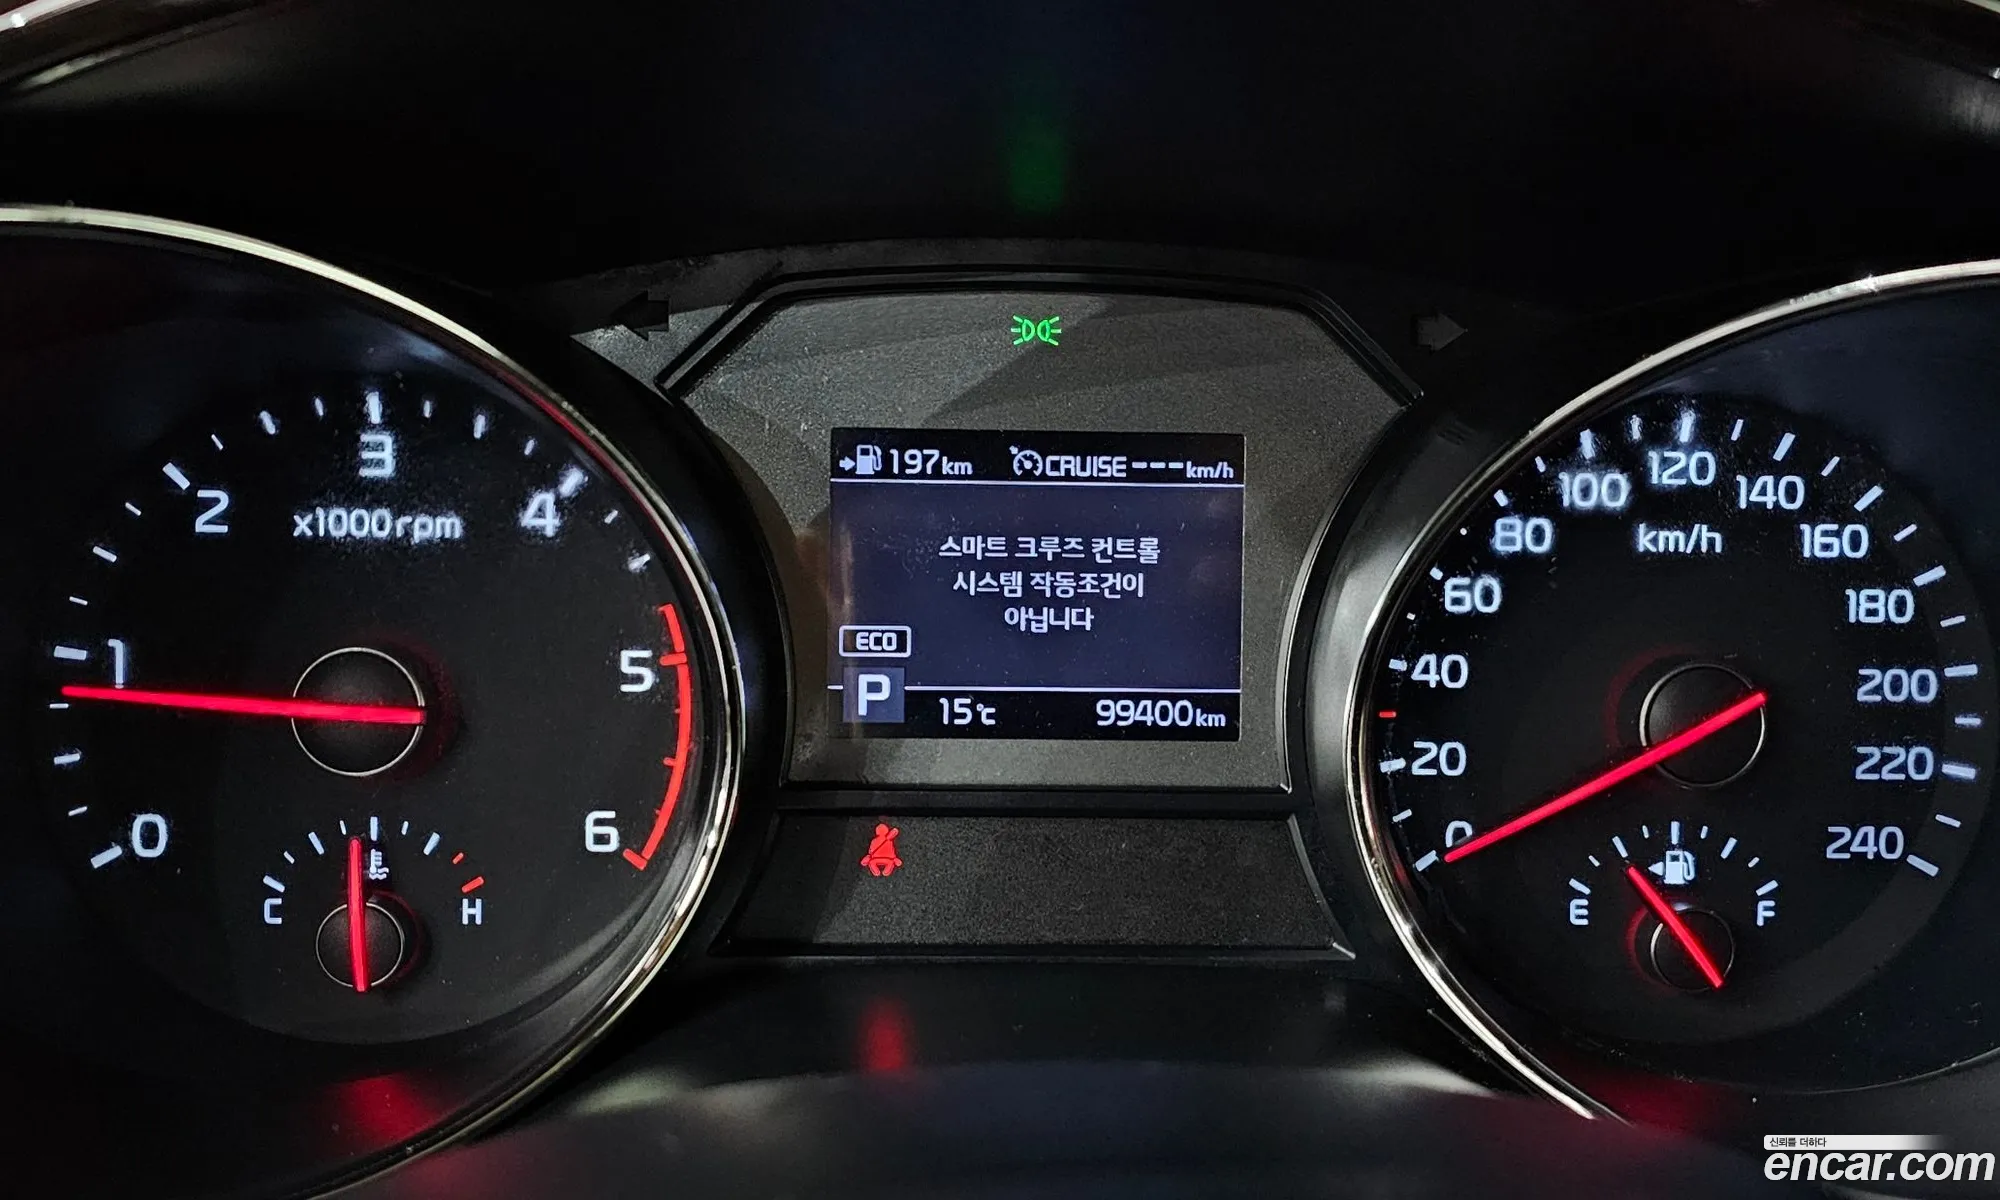 197km CRUISE---km/h
스마트 크루즈 컨트롤
시스템 작동조건이
아닙니다
ECO
P 15℃ 99400km
0
1
2
3
4
5
6
x1000rpm
C H
0
20
40
60
80
100
120
140
160
180
200
220
240
km/h
E F
신뢰를 더하다
encar.com